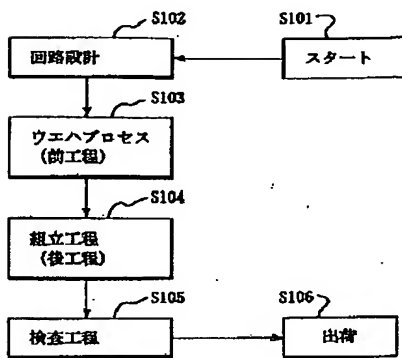 S102
S101
回路設計
スタート
S103
ウエハプロセス
(前工程)
S104
組立工程
(後工程)
S105
S106
検査工程
出荷